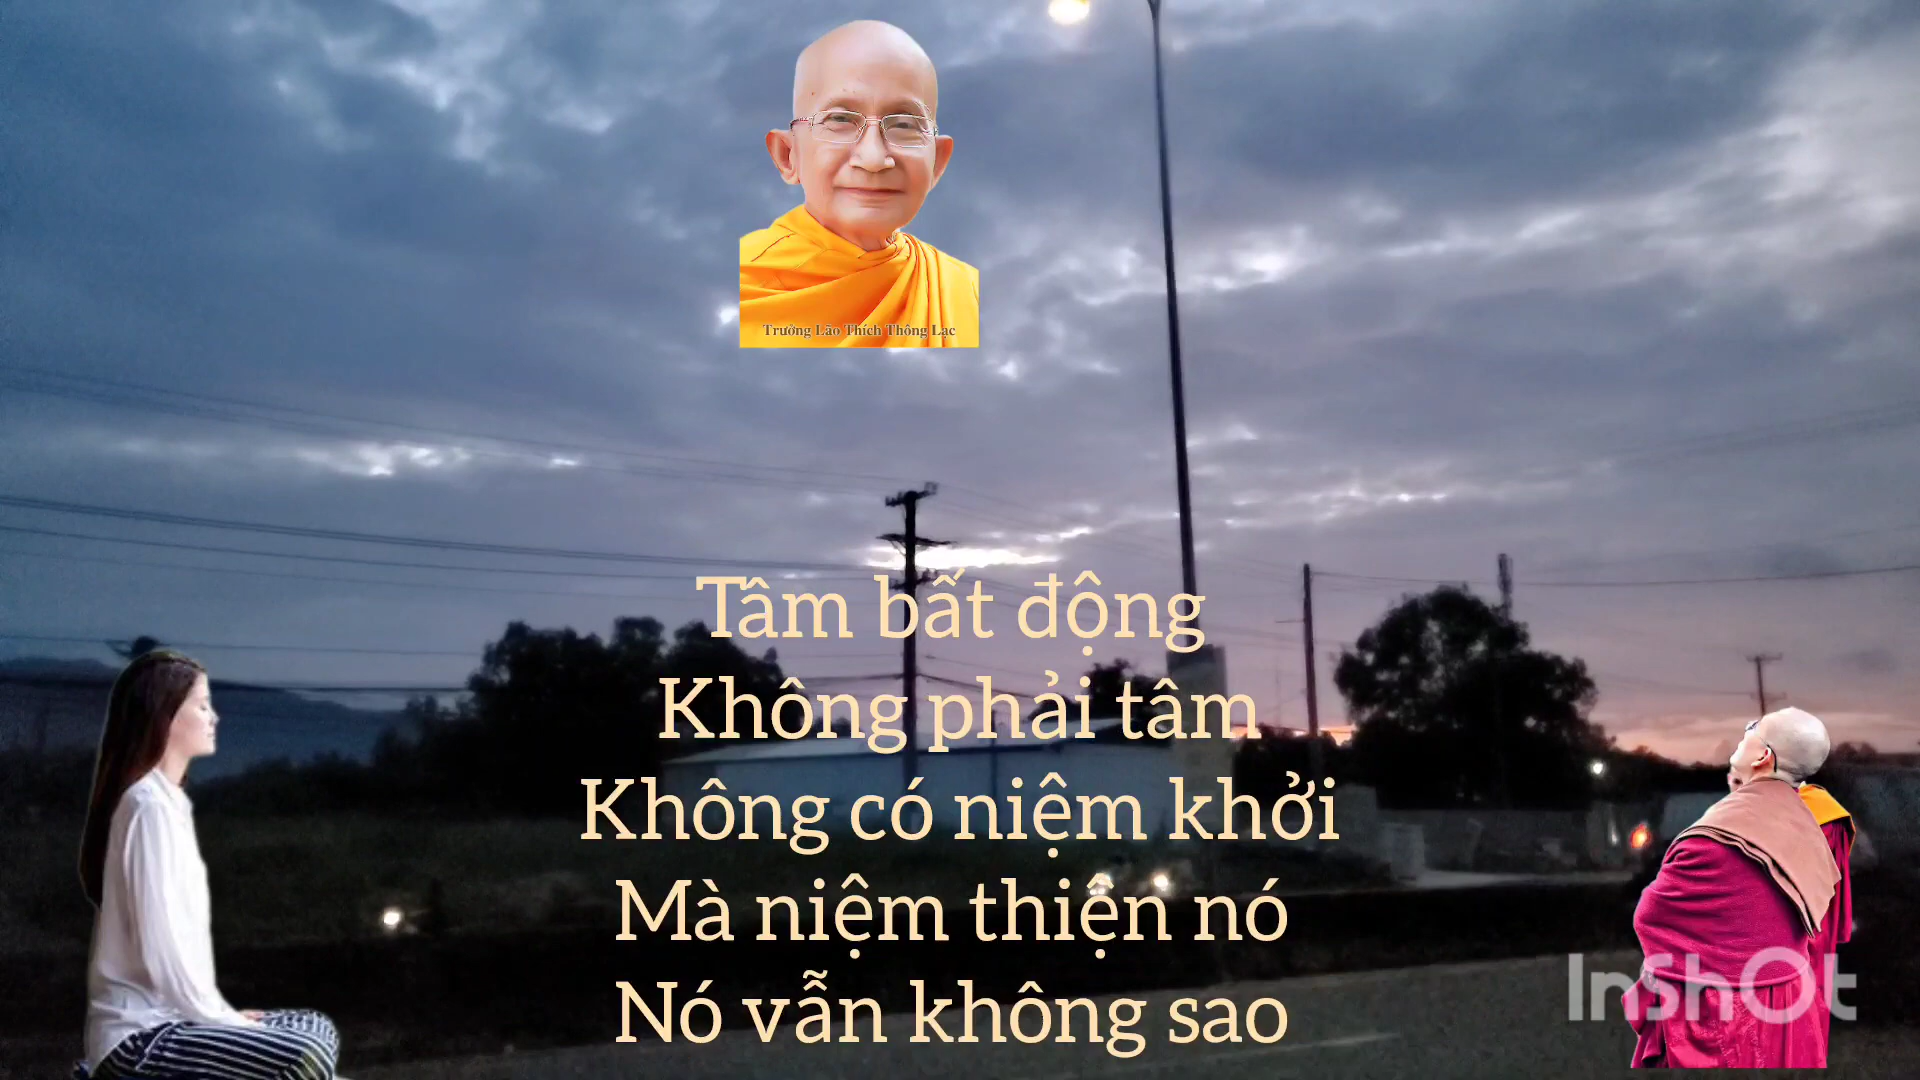 Trưởng Lão Thích Thông Lạc
Tâm bất động
Không phải tâm
Không có niệm khởi
Mà niệm thiện nó
Nó vẫn không sao
InShOt